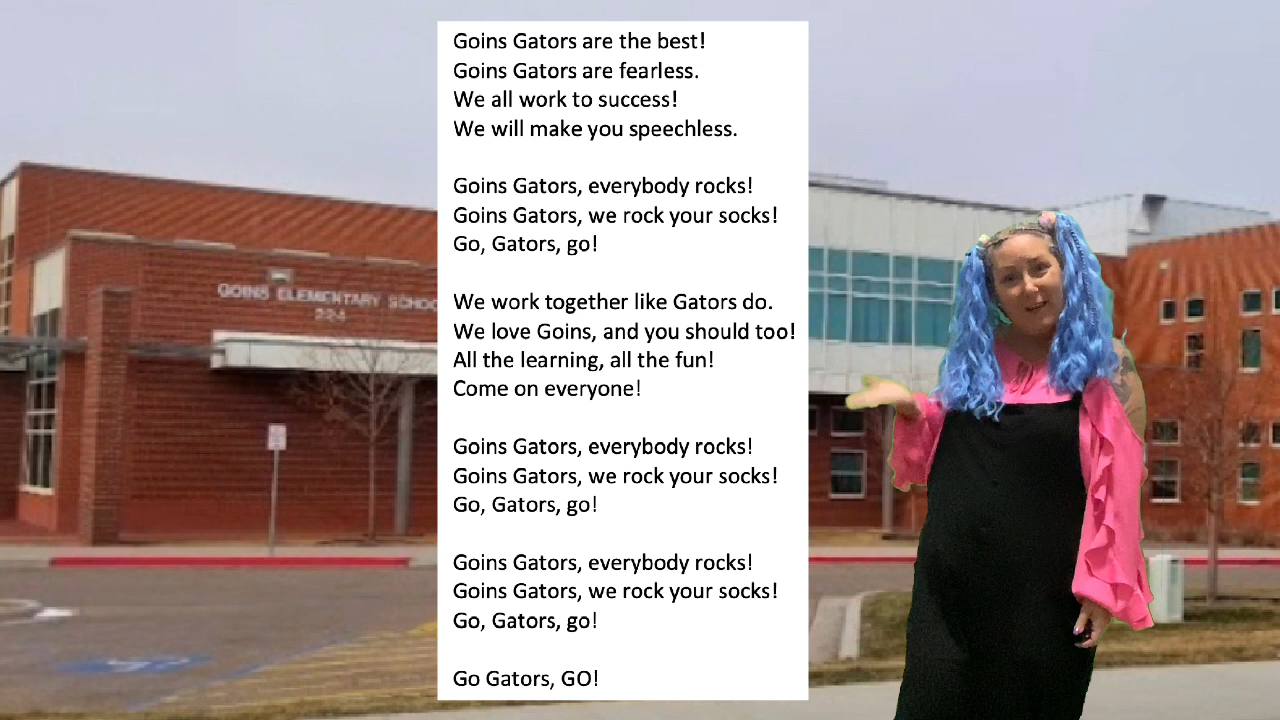 Goins Gators are the best!
Goins Gators are fearless.
We all work to success!
We will make you speechless.
Goins Gators, everybody rocks!
Goins Gators, we rock your socks!
Go, Gators, go!
We work together like Gators do.
We love Goins, and you should too!
All the learning, all the fun!
Come on everyone!
Goins Gators, everybody rocks!
Goins Gators, we rock your socks!
Go, Gators, go!
Goins Gators, everybody rocks!
Goins Gators, we rock your socks!
Go, Gators, go!
Go Gators, GO!
GOINS ELEMENTARY SCHOO